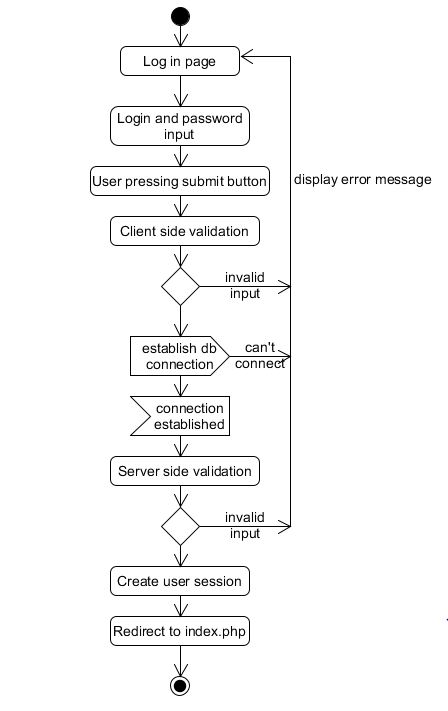 Log in page
Login and password
input
User pressing submit button
display error message
Client side validation
invalid
input
establish db
connection
can't
connect
connection
established
Server side validation
invalid
input
Create user session
Redirect to index.php